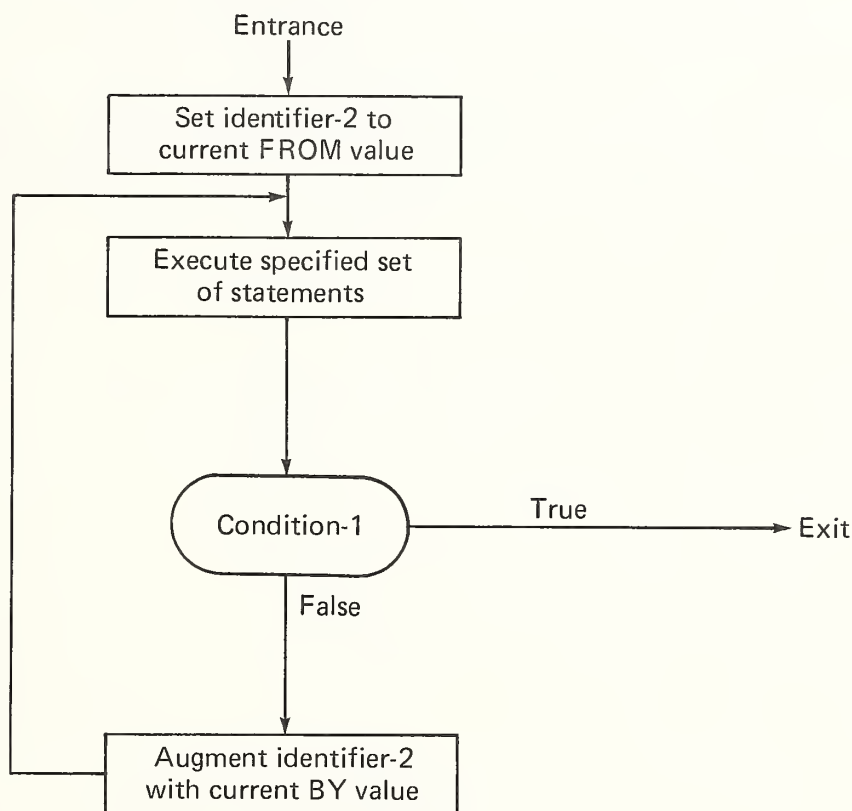 Entrance
Set identifier-2 to
current FROM value
Execute specified set
of statements
Condition-1
True
Exit
False
Augment identifier-2
with current BY value